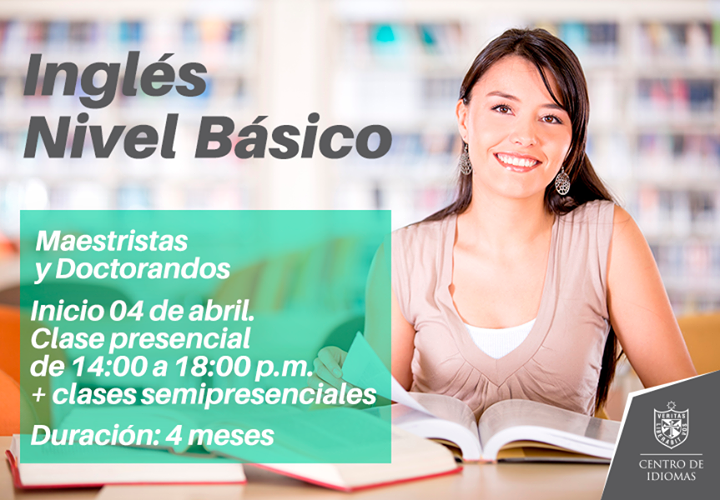 Inglés
Nivel Básico
Maestristas
y Doctorandos
Inicio 04 de abril.
Clase presencial
de 14:00 a 18:00 p.m.
+ clases semipresenciales
Duración: 4 meses
VERITAS
CENTRO DE
IDIOMAS